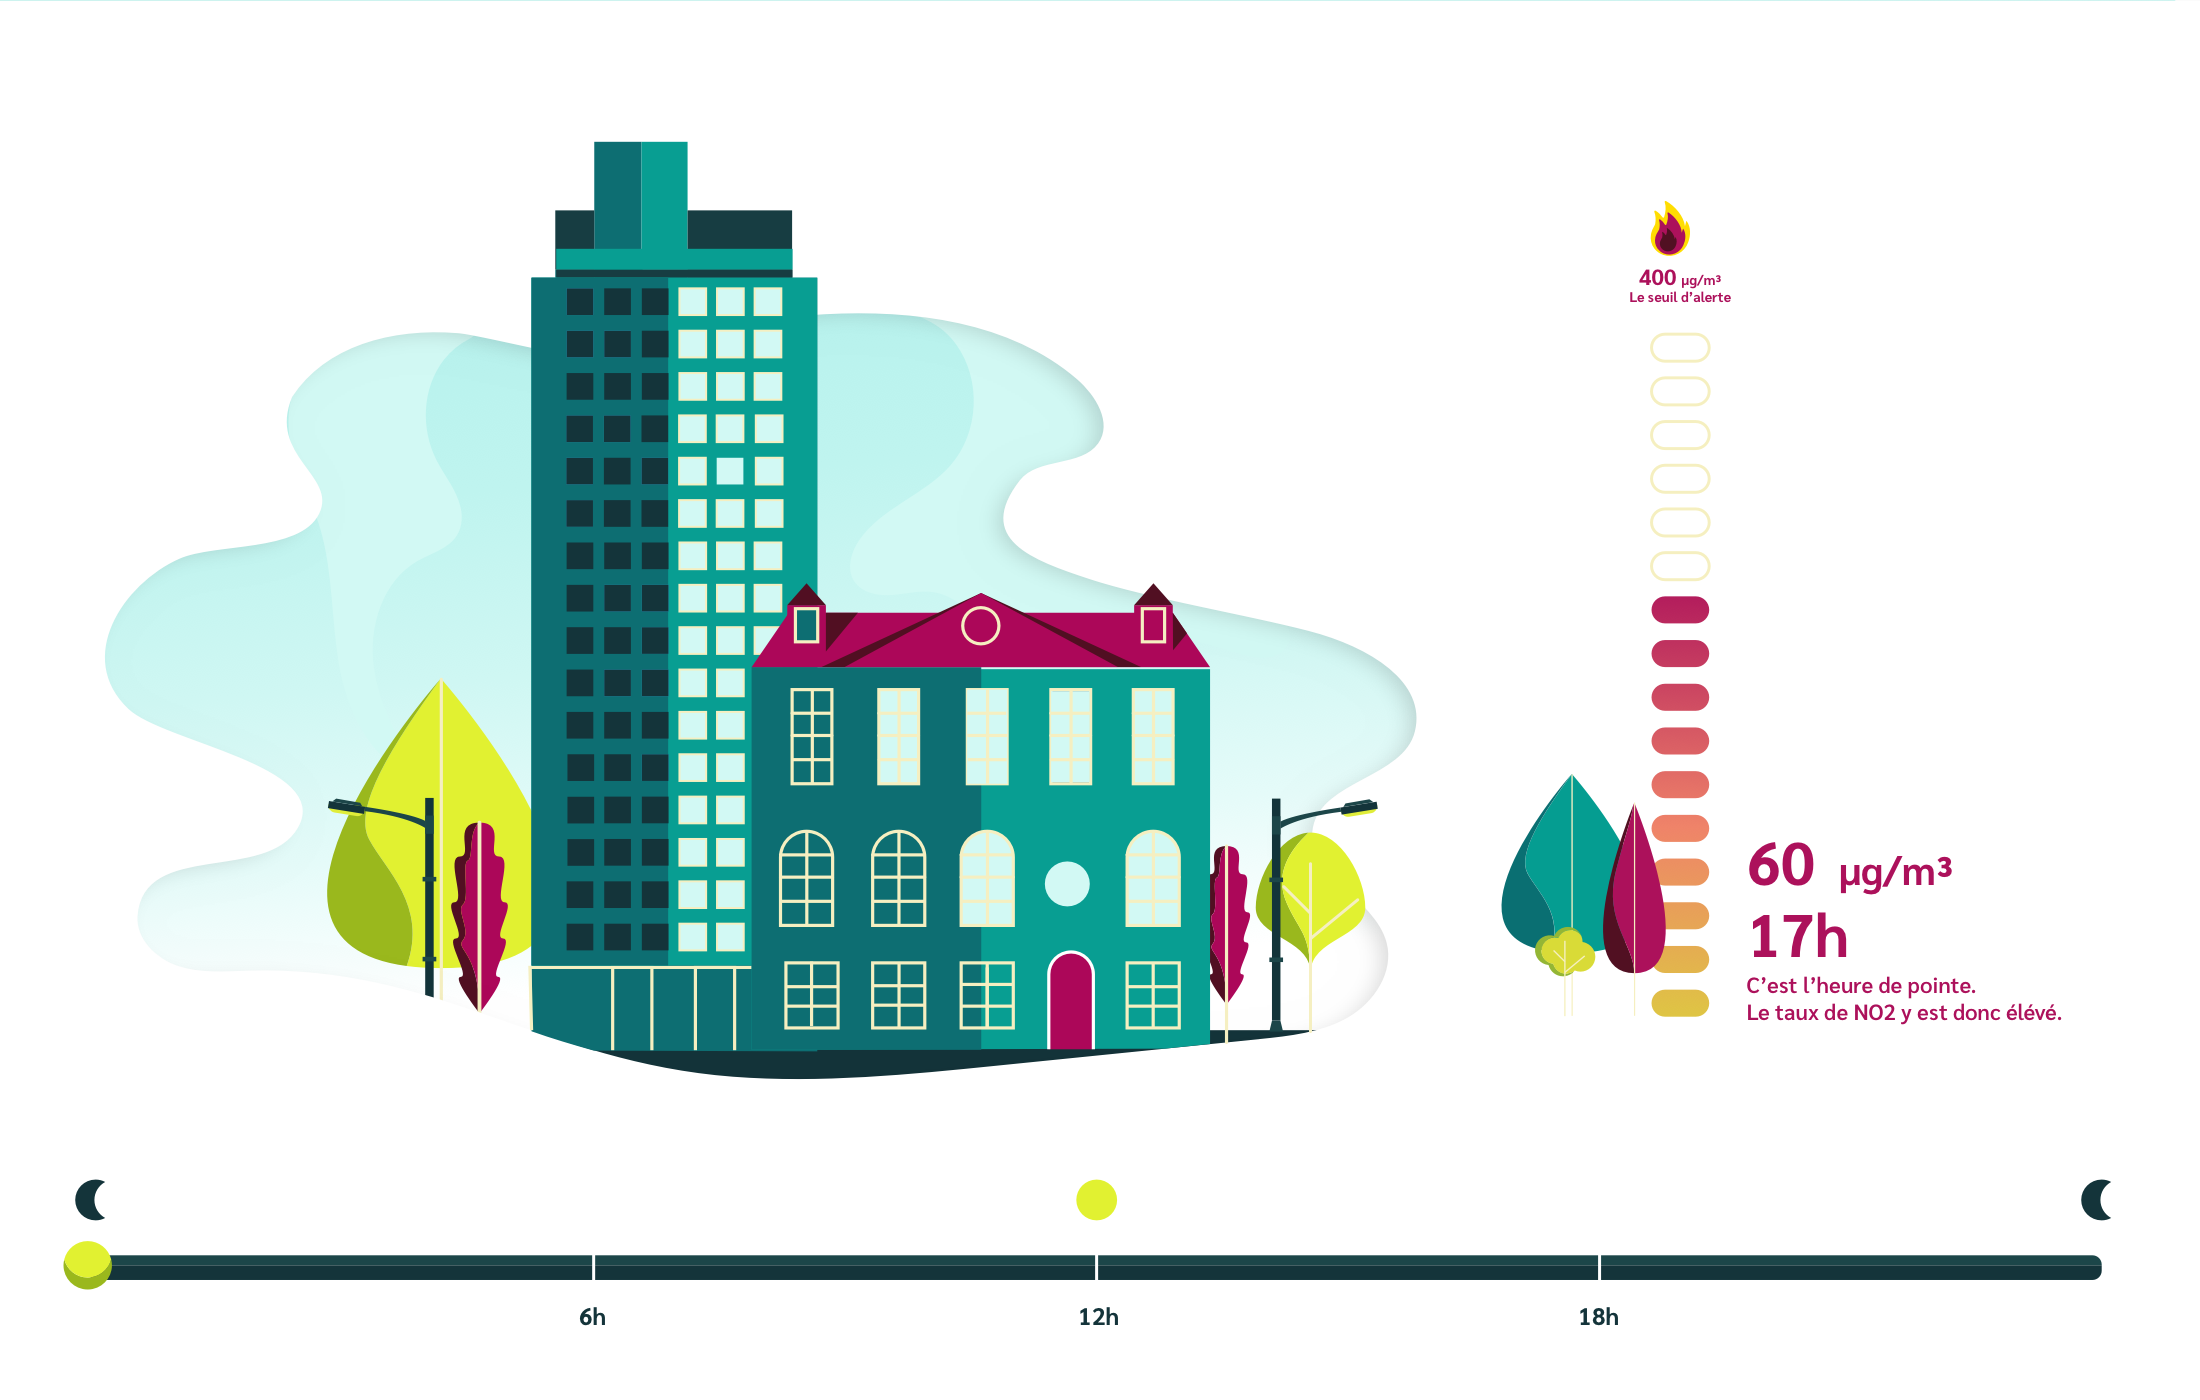 400 µg/m³
Le seuil d’alerte
60 µg/m³
17h
C’est l’heure de pointe.
Le taux de NO2 y est donc élévé.
6h
12h
18h